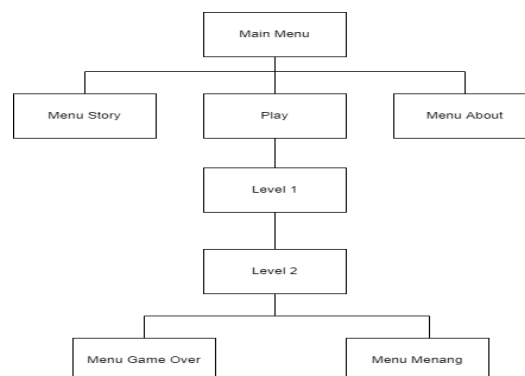 Main Menu
Menu Story
Play
Menu About
Level 1
Level 2
Menu Game Over
Menu Menang